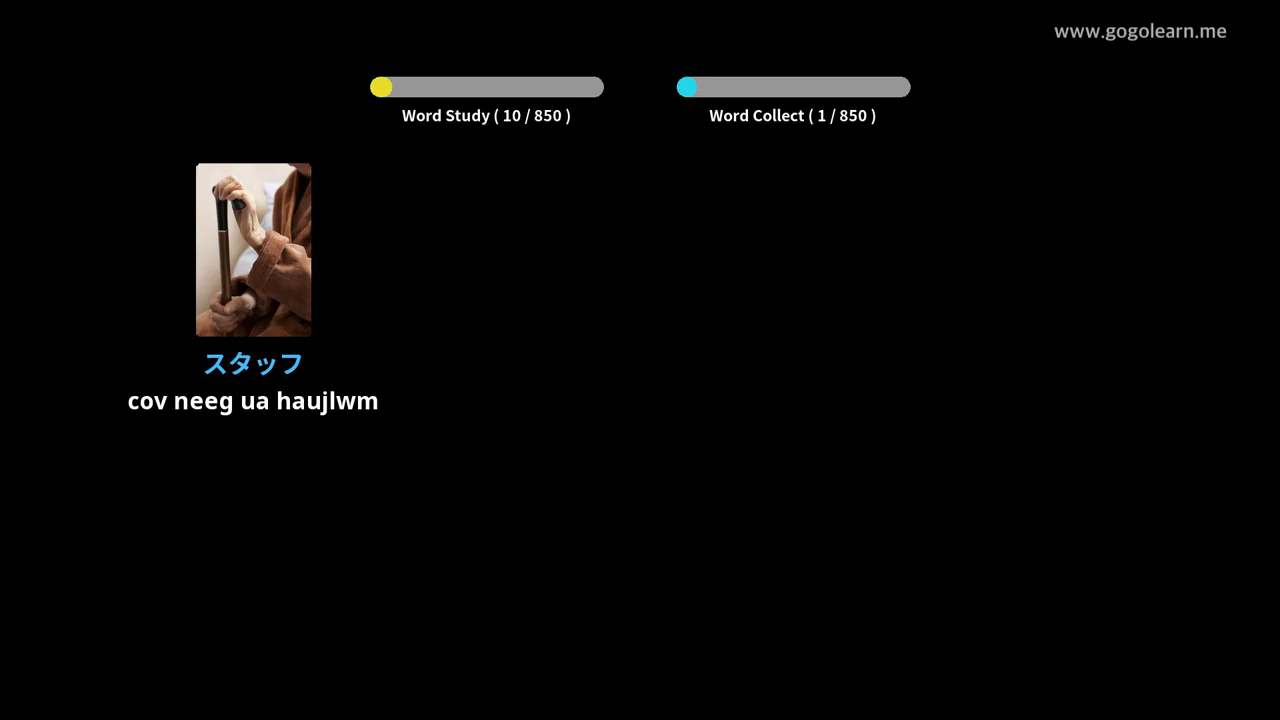 www.gogolearn.me
Word Study ( 10 / 850 )
Word Collect ( 1 / 850 )
スタッフ
cov neeg ua haujlwm